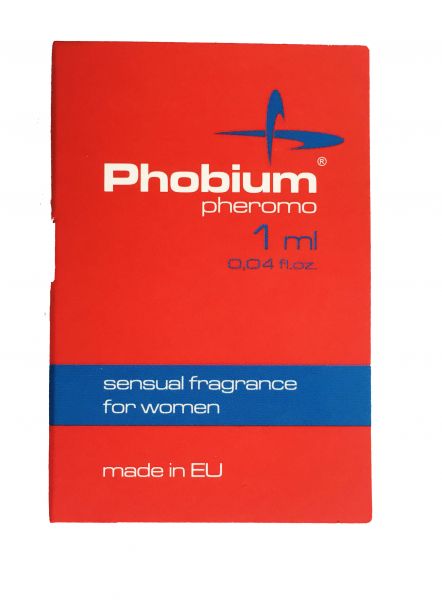 Phobium®
pheromo
1 ml
0,04 fl.oz.
sensual fragrance
for women
made in EU